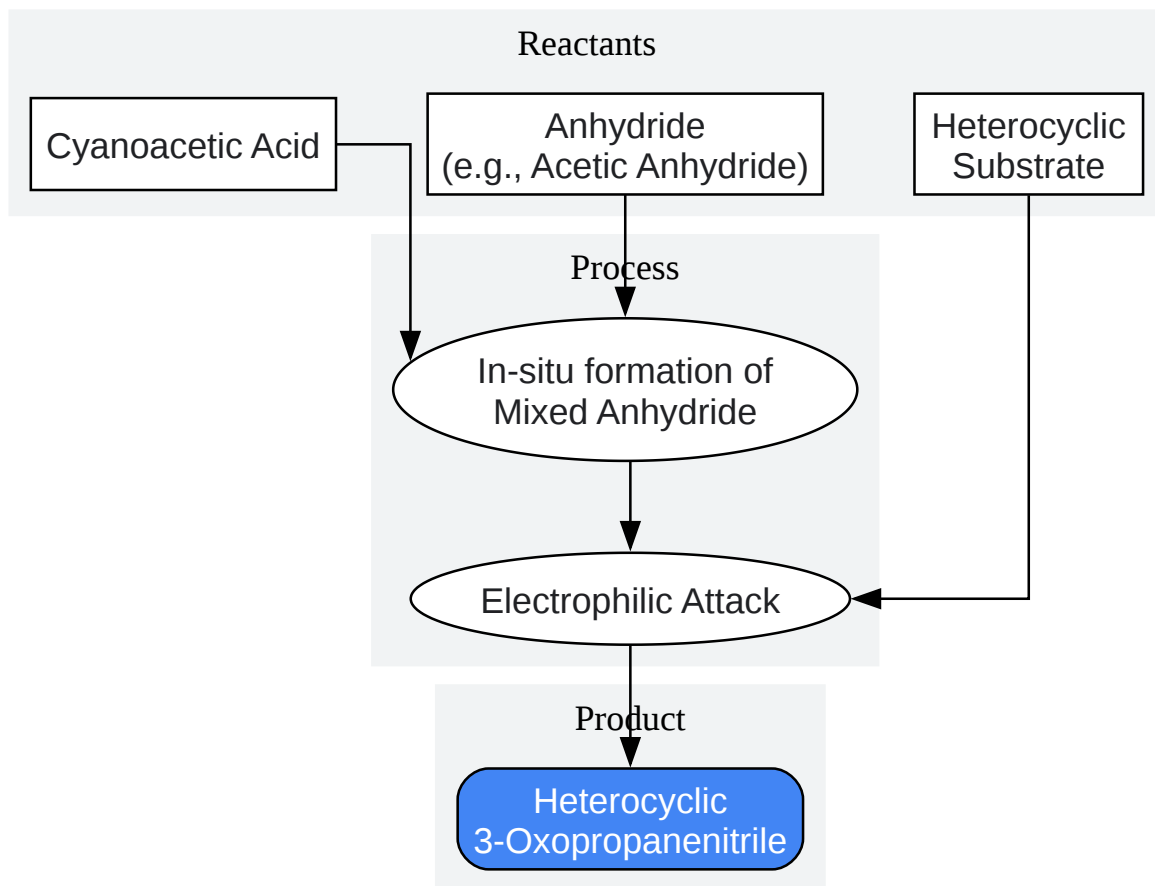 Reactants
Cyanoacetic Acid
Anhydride
(e.g., Acetic Anhydride)
Heterocyclic
Substrate
Process
In-situ formation of
Mixed Anhydride
Electrophilic Attack
Product
Heterocyclic
3-Oxopropanenitrile